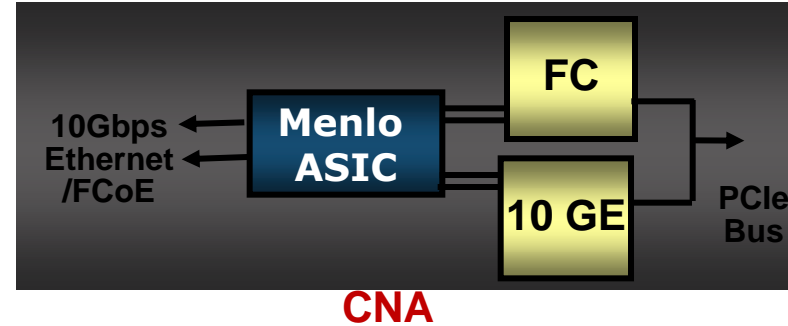 10Gbps
Ethernet
/FCoE
Menlo
ASIC
FC
10 GE
PCIe
Bus
CNA